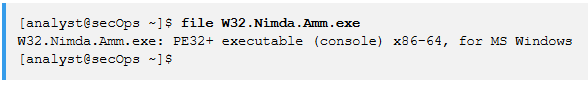 [analyst@secOps ~]$ file W32.Nimda.Amm.exe
W32.Nimda.Amm.exe: PE32+ executable (console) x86-64, for MS Windows
[analyst@secOps ~]$